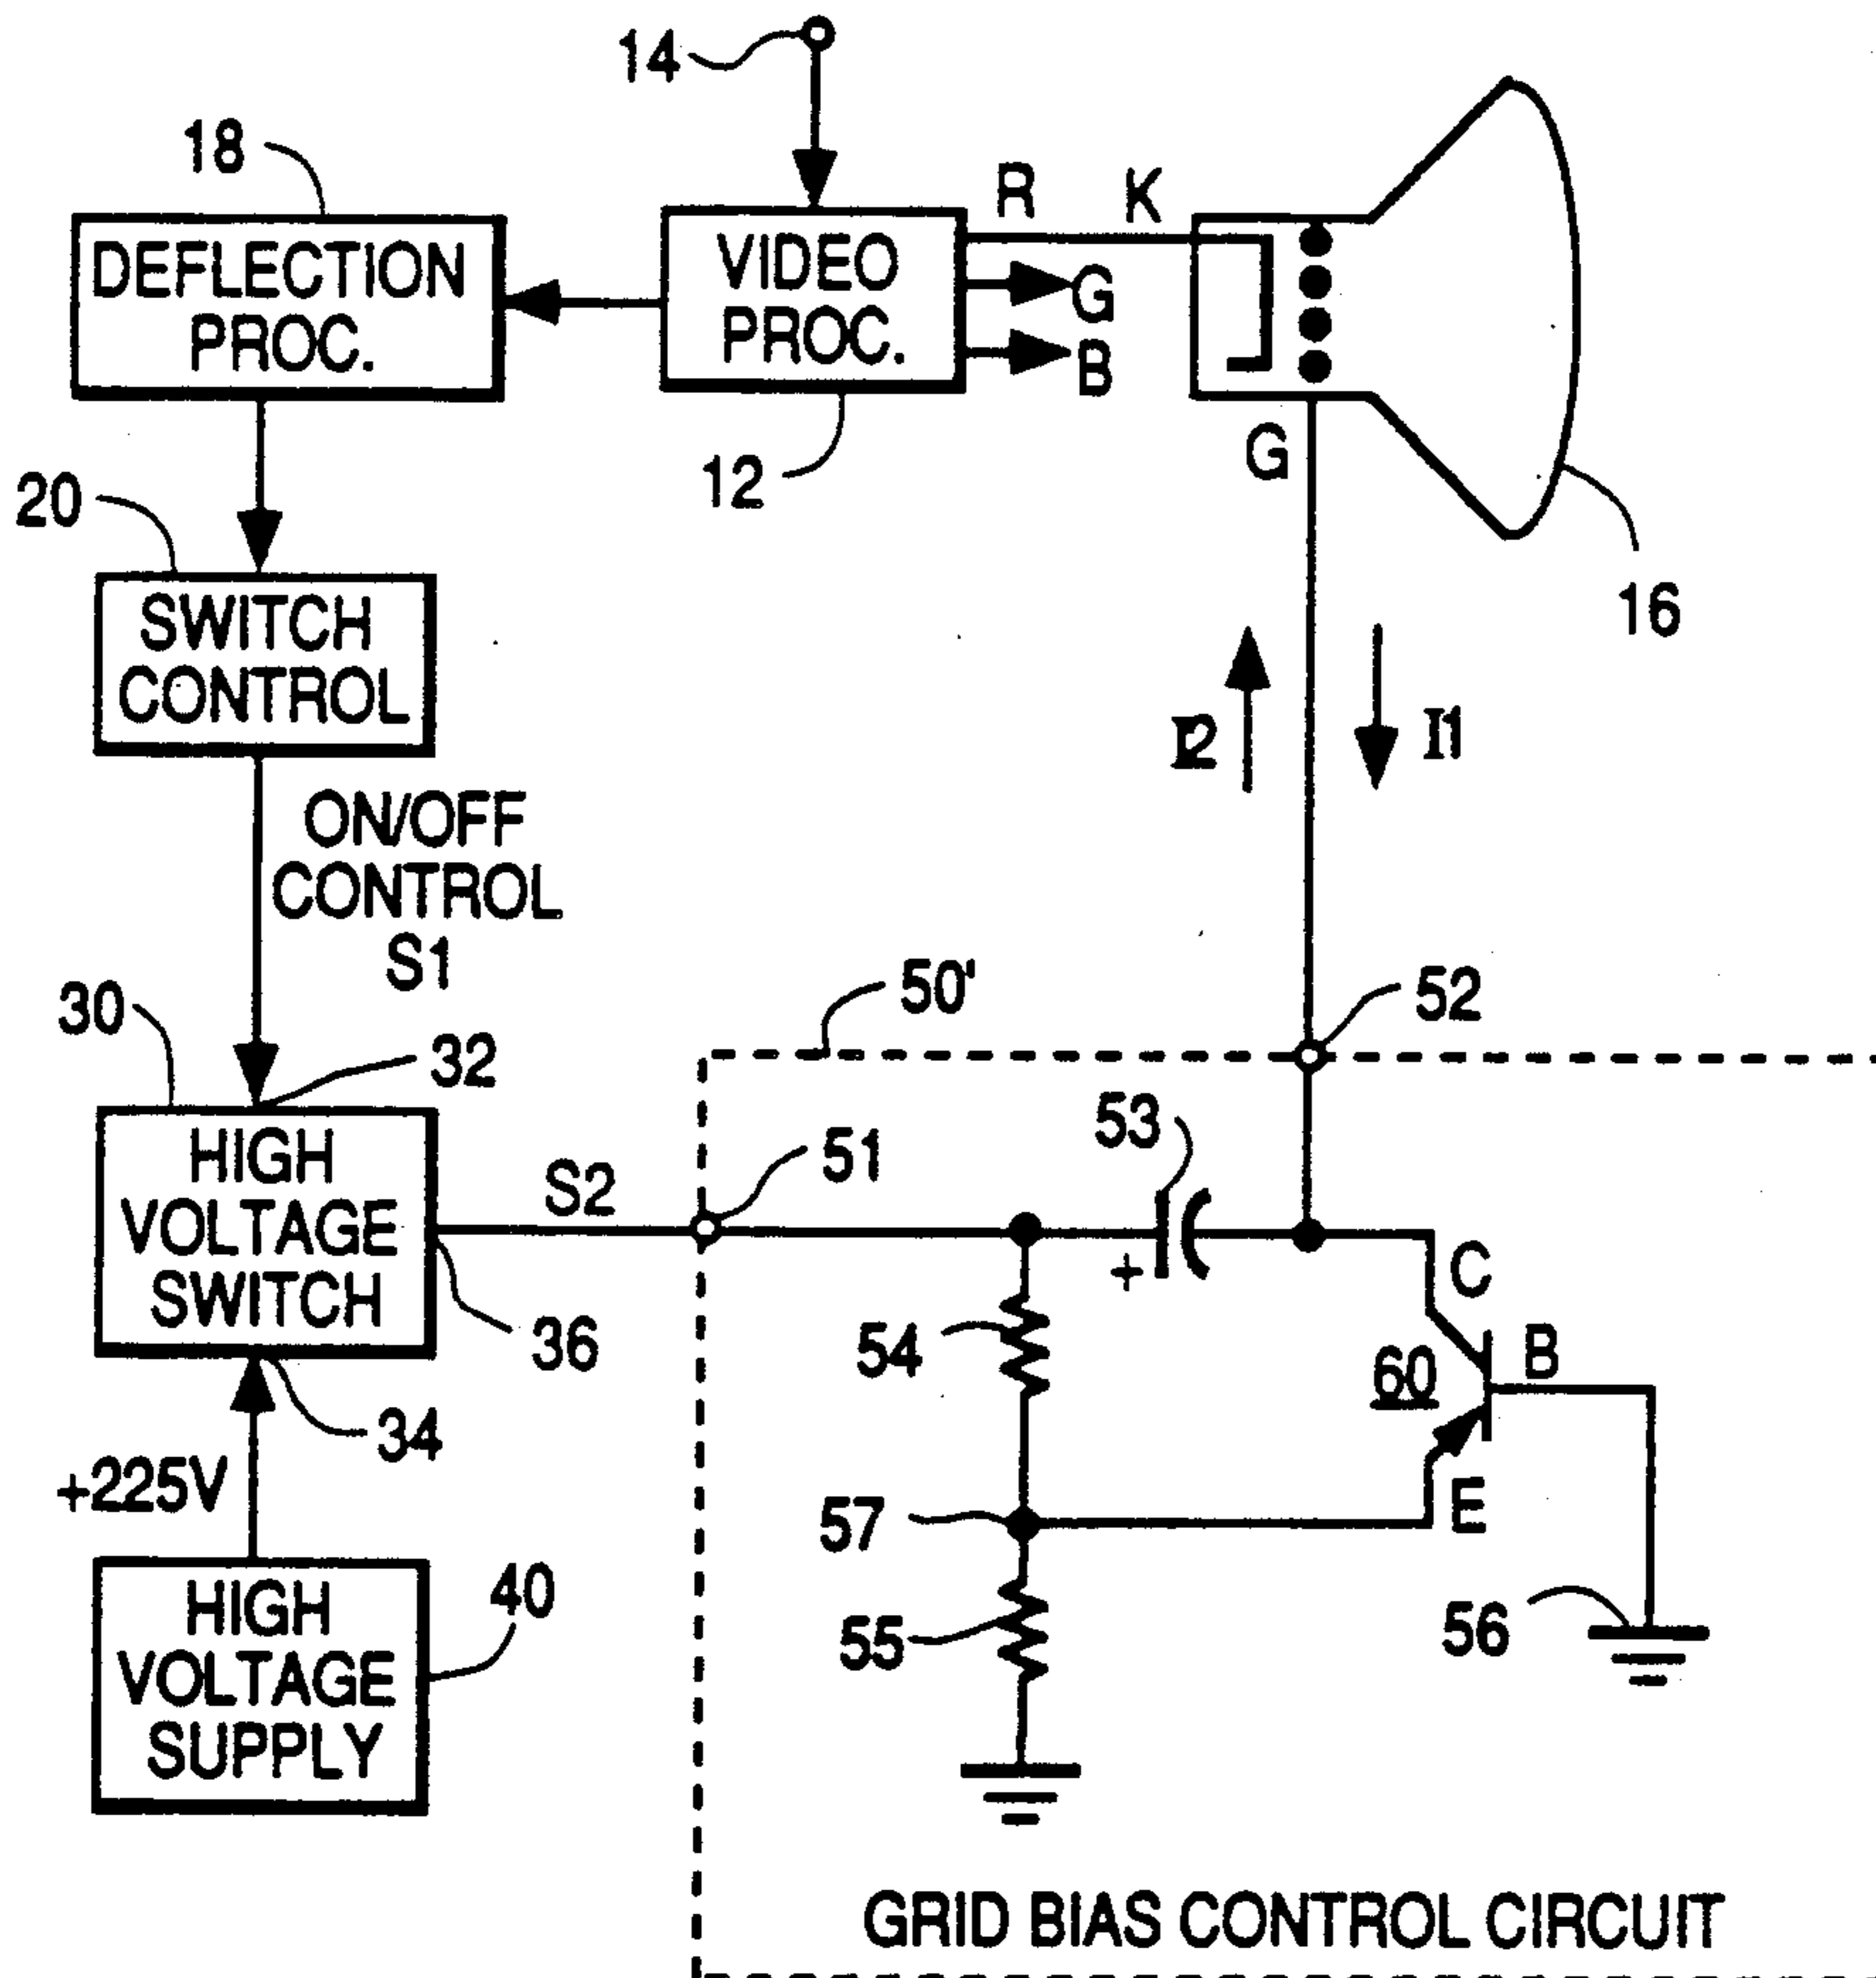 14
18
R
K
DEFLECTION
PROC.
VIDEO
PROC.
G
B
12
G
20
16
SWITCH
CONTROL
I2
I1
ON/OFF
CONTROL
S1
50'
52
30
32
53
51
HIGH
VOLTAGE
SWITCH
S2
+
C
36
54
60
B
34
+225V
57
E
40
HIGH
VOLTAGE
SUPPLY
55
56
GRID BIAS CONTROL CIRCUIT